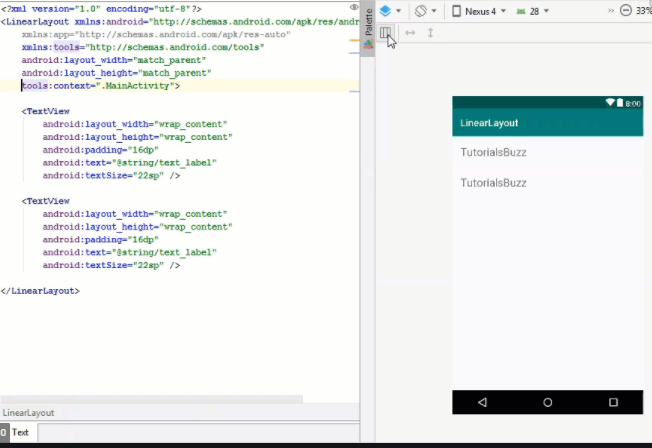 <?xml version="1.0" encoding="utf-8"?>
<LinearLayout xmlns:android="http://schemas.android.com/apk/res/andr
xmlns:app="http://schemas.android.com/apk/res-auto"
xmlns:tools="http://schemas.android.com/tools"
android:layout_width="match_parent"
android:layout_height="match_parent"
tools:context=".MainActivity">
<TextView
android:layout_width="wrap_content"
android:layout_height="wrap_content"
android:padding="16dp"
android:text="@string/text_label"
android:textSize="22sp" />
<TextView
android:layout_width="wrap_content"
android:layout_height="wrap_content"
android:padding="16dp"
android:text="@string/text_label"
android:textSize="22sp" />
</LinearLayout>
LinearLayout
Text
Palette
Nexus 4
28
33%
8:00
LinearLayout
TutorialsBuzz
TutorialsBuzz